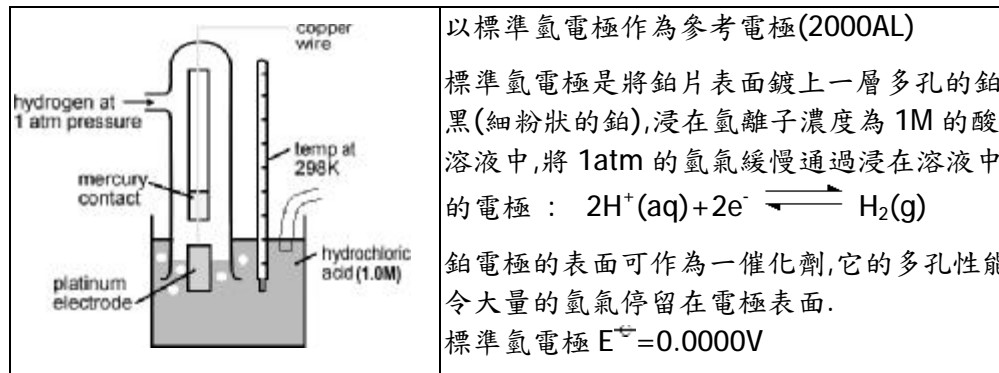 copper
wire
hydrogen at
1 atm pressure
temp at
298K
mercury
contact
hydrochloric
acid (1.0M)
platinum
electrode
以標準氫電極作為參考電極(2000AL)
標準氫電極是將鉑片表面鍍上一層多孔的鉑
黑(細粉狀的鉑),浸在氫離子濃度為 1M 的酸
溶液中,將 1atm 的氫氣緩慢通過浸在溶液中
的電極 : 2H⁺(aq)+2e⁻ ⇌ H₂(g)
鉑電極的表面可作為一催化劑,它的多孔性能
令大量的氫氣停留在電極表面.
標準氫電極 E⊖=0.0000V